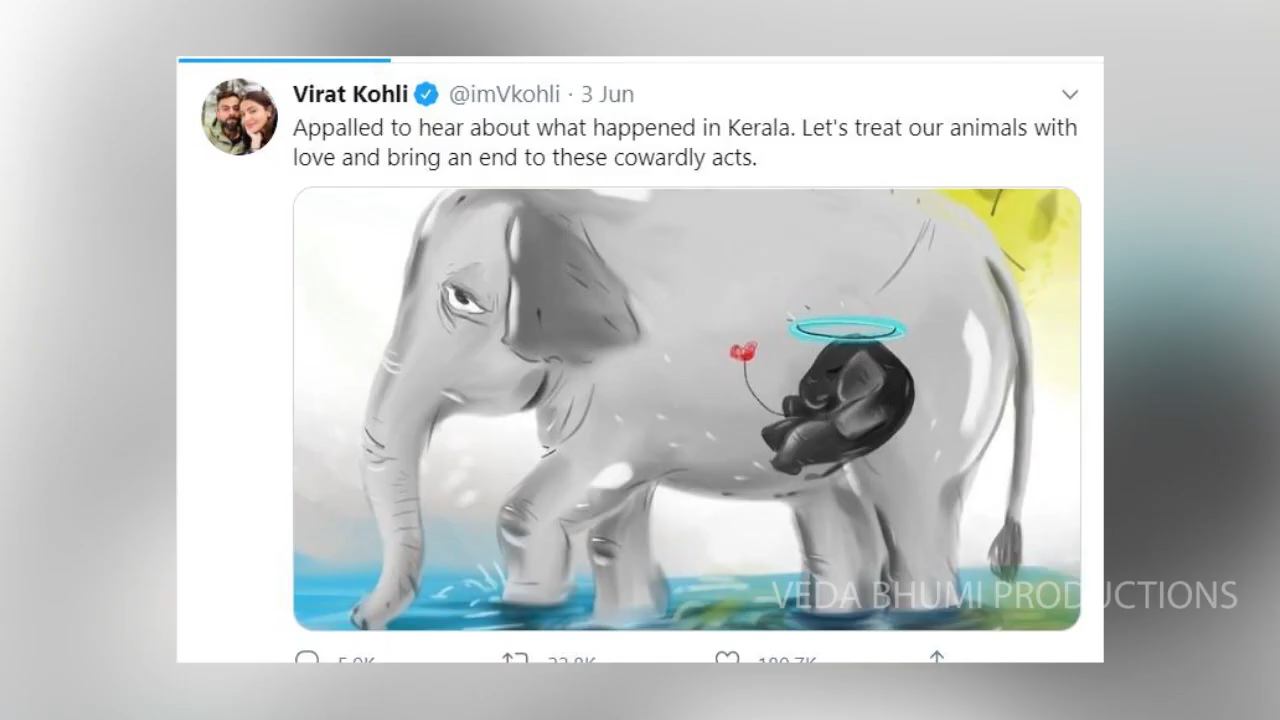 Virat Kohli @imVkohli · 3 Jun
Appalled to hear about what happened in Kerala. Let's treat our animals with
love and bring an end to these cowardly acts.
VEDA BHUMI PRODUCTIONS